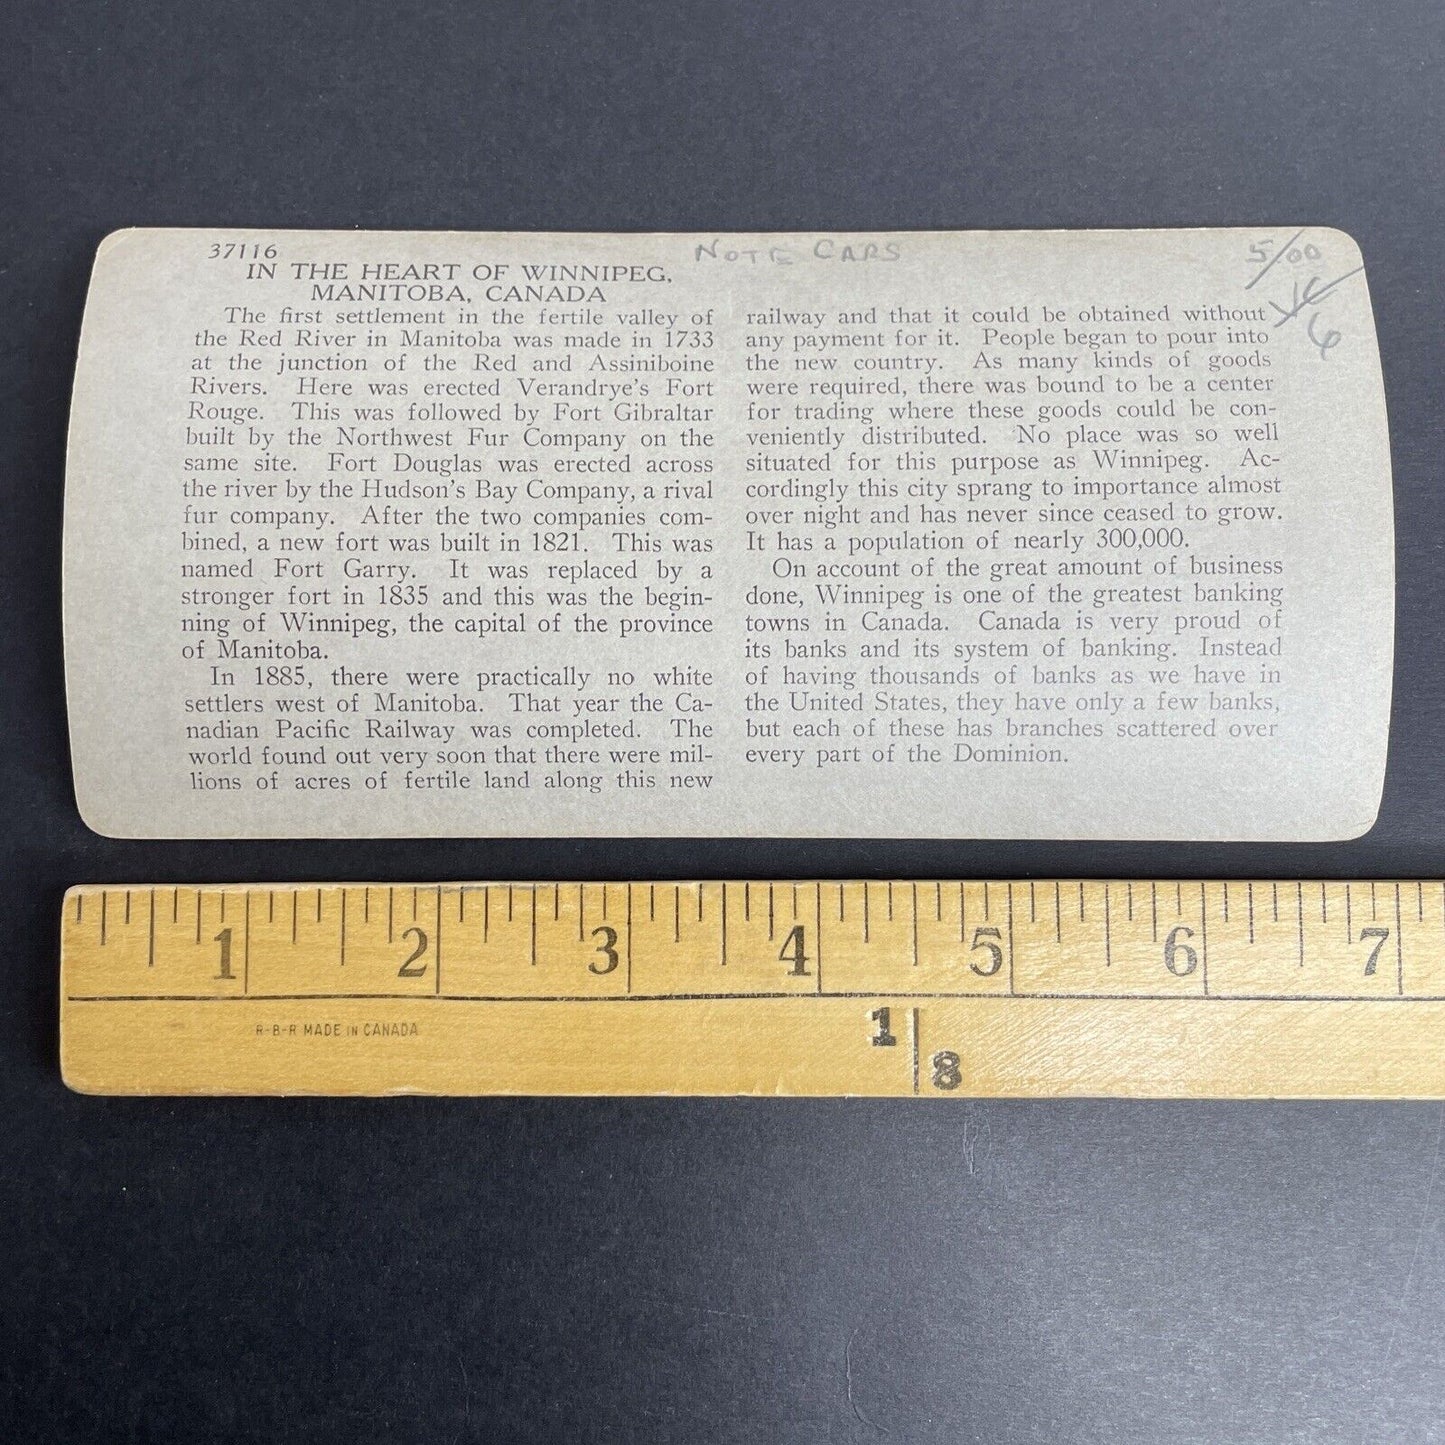 37116
NOTE CARS
5/00
6
IN THE HEART OF WINNIPEG,
MANITOBA, CANADA
The first settlement in the fertile valley of
the Red River in Manitoba was made in 1733
at the junction of the Red and Assiniboine
Rivers. Here was erected Verandrye's Fort
Rouge. This was followed by Fort Gibraltar
built by the Northwest Fur Company on the
same site. Fort Douglas was erected across
the river by the Hudson's Bay Company, a rival
fur company. After the two companies com-
bined, a new fort was built in 1821. This was
named Fort Garry. It was replaced by a
stronger fort in 1835 and this was the begin-
ning of Winnipeg, the capital of the province
of Manitoba.
In 1885, there were practically no white
settlers west of Manitoba. That year the Ca-
nadian Pacific Railway was completed. The
world found out very soon that there were mil-
lions of acres of fertile land along this new
railway and that it could be obtained without
any payment for it. People began to pour into
the new country. As many kinds of goods
were required, there was bound to be a center
for trading where these goods could be con-
veniently distributed. No place was so well
situated for this purpose as Winnipeg. Ac-
cordingly this city sprang to importance almost
over night and has never since ceased to grow.
It has a population of nearly 300,000.
On account of the great amount of business
done, Winnipeg is one of the greatest banking
towns in Canada. Canada is very proud of
its banks and its system of banking. Instead
of having thousands of banks as we have in
the United States, they have only a few banks,
but each of these has branches scattered over
every part of the Dominion.
1 2 3 4 5 6 7
R-B-R MADE IN CANADA
1 8